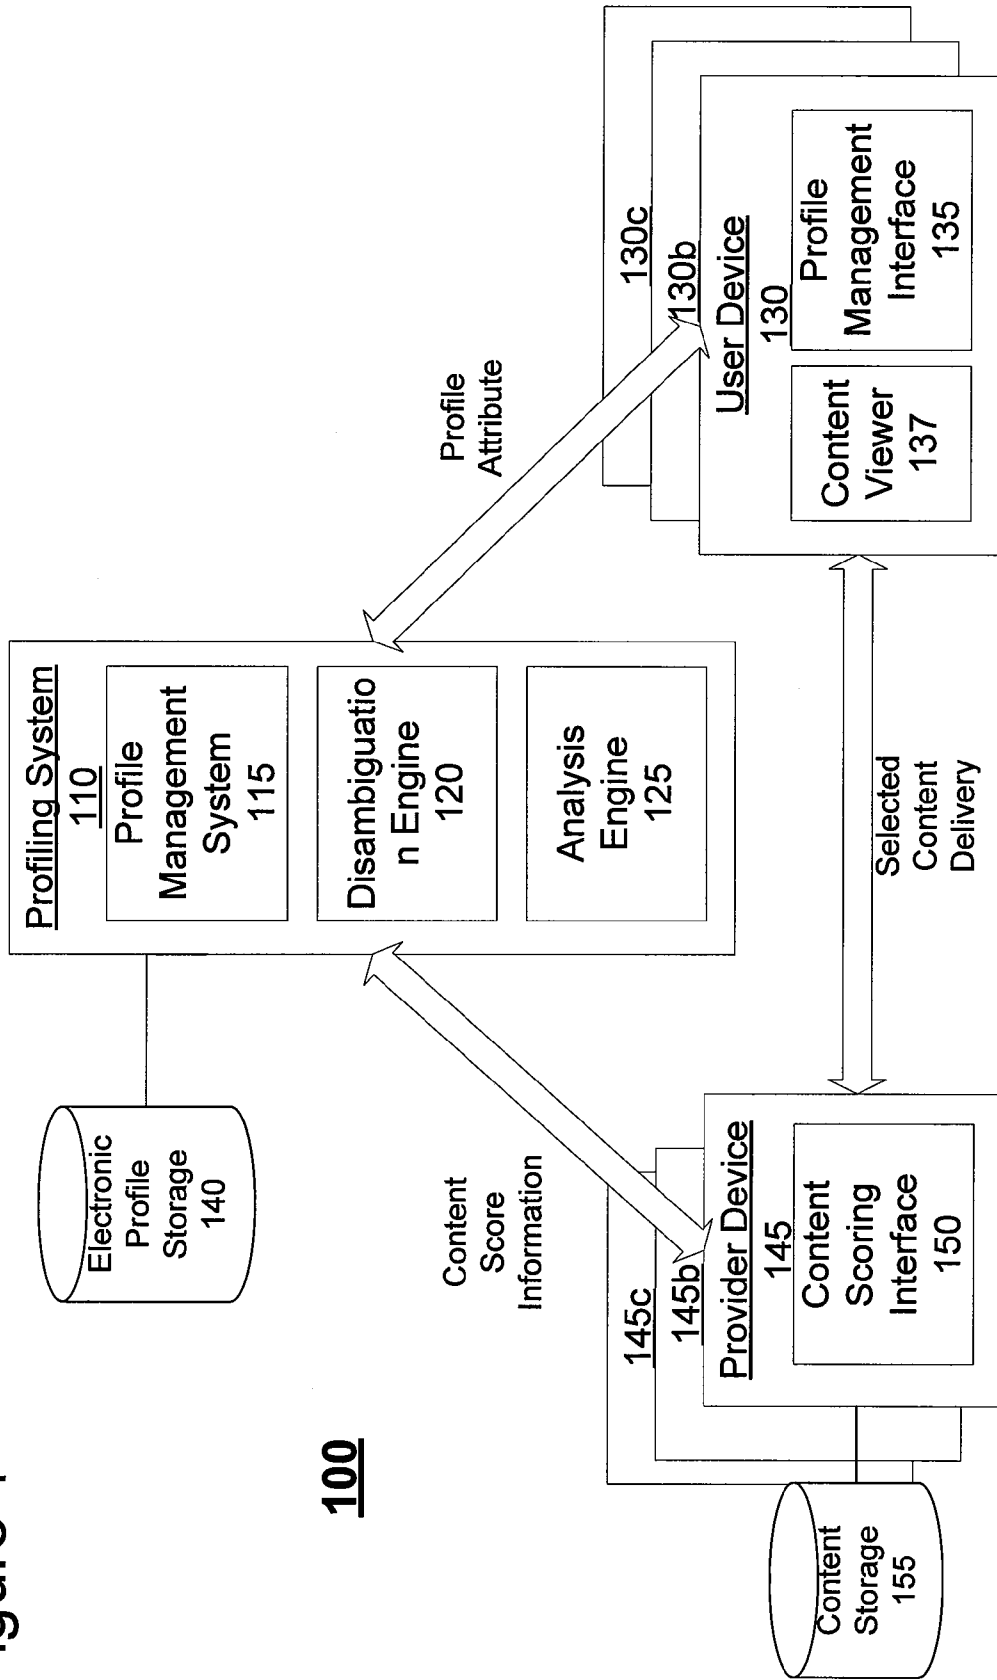 igure
100
Electronic
Profile
Storage
140
Profiling System
110
Profile
Management
System
115
Disambiguatio
n Engine
120
Analysis
Engine
125
Content
Score
Information
Profile
Attribute
145c
145b
Provider Device
145
Content
Scoring
Interface
150
Content
Storage
155
Selected
Content
Delivery
130c
130b
User Device
130
Content
Viewer
137
Profile
Management
Interface
135